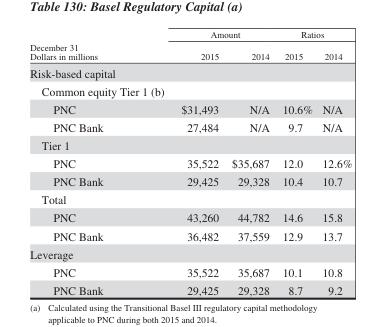 Table 130: Basel Regulatory Capital (a)
Amount Ratios
December 31
Dollars in millions 2015 2014 2015 2014
Risk-based capital
Common equity Tier 1 (b)
PNC $31,493 N/A 10.6% N/A
PNC Bank 27,484 N/A 9.7 N/A
Tier 1
PNC 35,522 $35,687 12.0 12.6%
PNC Bank 29,425 29,328 10.4 10.7
Total
PNC 43,260 44,782 14.6 15.8
PNC Bank 36,482 37,559 12.9 13.7
Leverage
PNC 35,522 35,687 10.1 10.8
PNC Bank 29,425 29,328 8.7 9.2
(a) Calculated using the Transitional Basel III regulatory capital methodology
applicable to PNC during both 2015 and 2014.